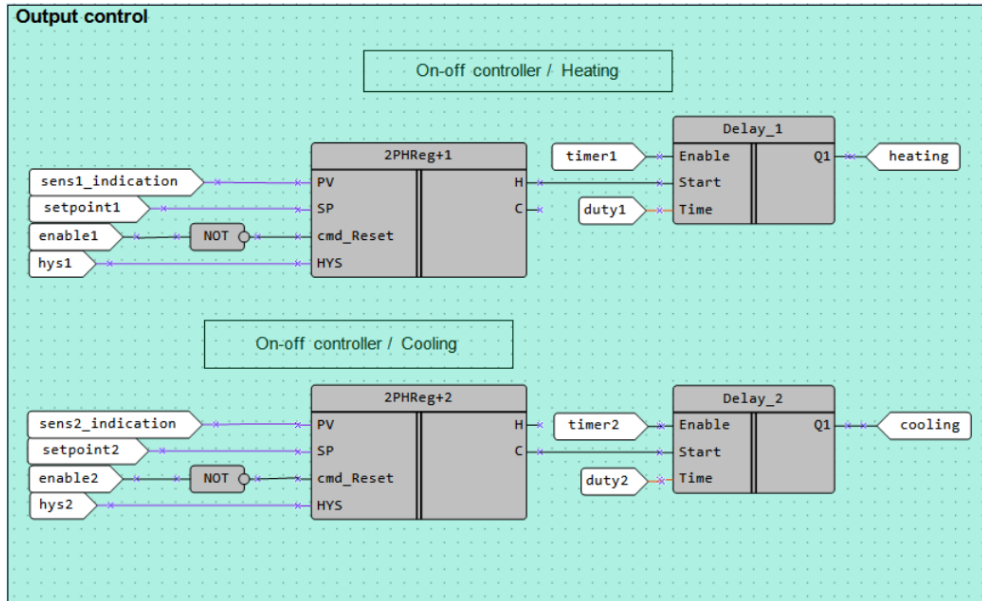 Output control
On-off controller / Heating
Delay_1
2PHReg+1
timer1
Enable
Q1
heating
sens1_indication
PV
H
Start
setpoint1
SP
C
duty1
Time
enable1
NOT
cmd_Reset
hys1
HYS
On-off controller / Cooling
2PHReg+2
Delay_2
sens2_indication
PV
H
timer2
Enable
Q1
cooling
setpoint2
SP
C
Start
enable2
NOT
cmd_Reset
duty2
Time
hys2
HYS